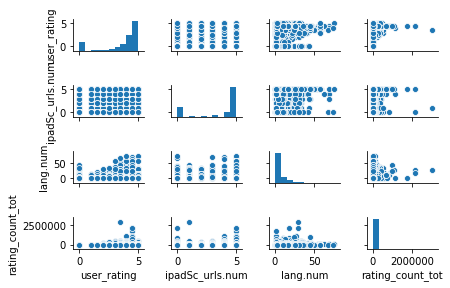 user_rating
5
0
ipadSc_urls.num
5
0
lang.num
50
0
rating_count_tot
2500000
0
0 5
0 5
0 50
0 2000000
user_rating ipadSc_urls.num lang.num rating_count_tot